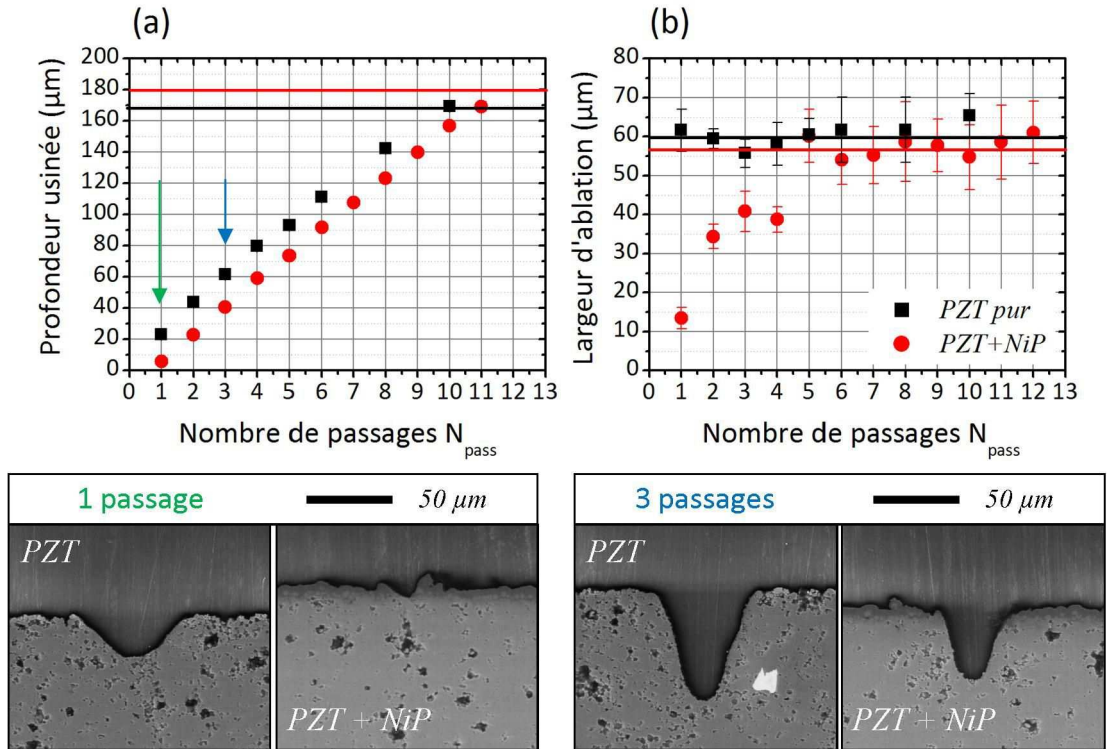 (a)
Profondeur usinée (µm)
200
180
160
140
120
100
80
60
40
20
0
0 1 2 3 4 5 6 7 8 9 10 11 12 13
Nombre de passages N pass
(b)
Largeur d'ablation (µm)
80
70
60
50
40
30
20
10
0
PZT pur
PZT+NiP
0 1 2 3 4 5 6 7 8 9 10 11 12 13
Nombre de passages N pass
1 passage
50 µm
PZT
PZT + NiP
3 passages
50 µm
PZT
PZT + NiP